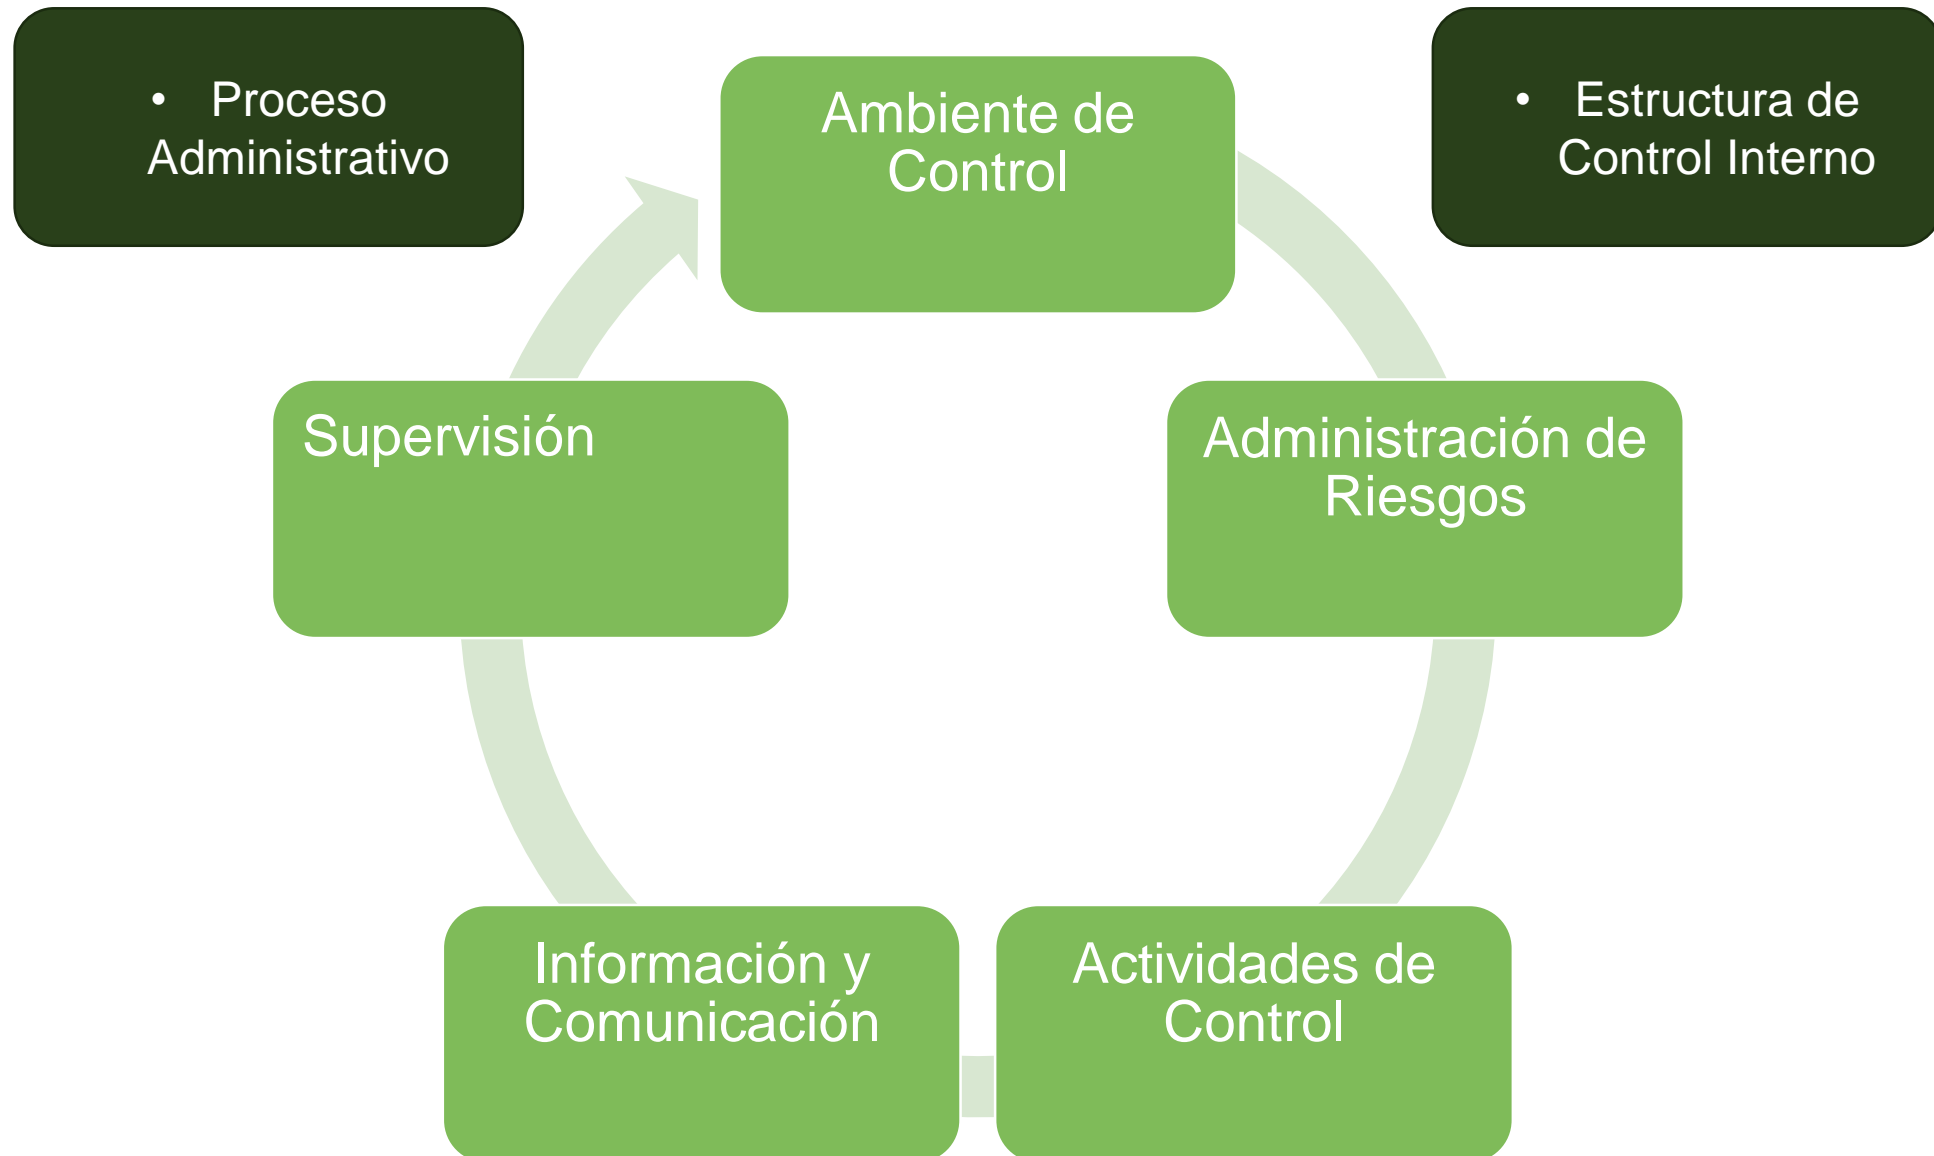 • Proceso
Administrativo
Ambiente de
Control
• Estructura de
Control Interno
Supervisión
Administración de
Riesgos
Información y
Comunicación
Actividades de
Control